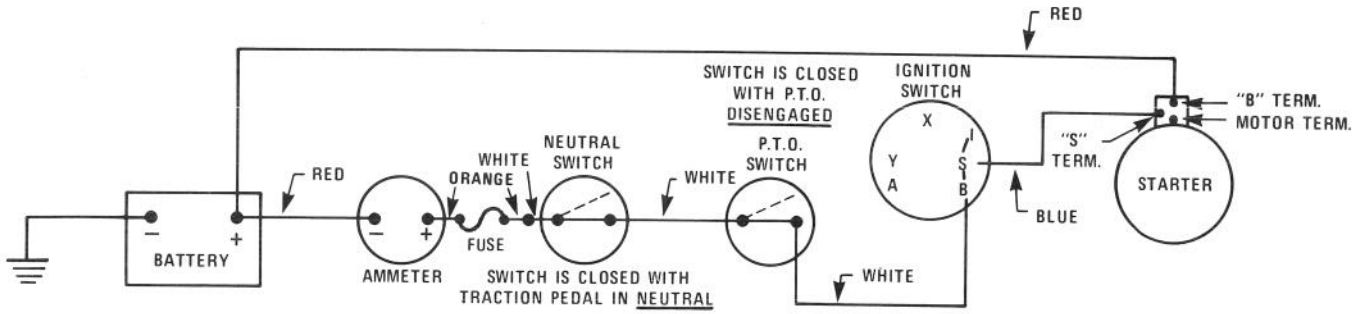 RED
SWITCH IS CLOSED
WITH P.T.O.
DISENGAGED
P.T.O.
SWITCH
IGNITION
SWITCH
X
I
Y
S
A
B
"B" TERM.
MOTOR TERM.
"S"
TERM.
STARTER
BLUE
NEUTRAL
SWITCH
WHITE
ORANGE
WHITE
RED
-
+
BATTERY
-
+
AMMETER
FUSE
SWITCH IS CLOSED WITH
TRACTION PEDAL IN NEUTRAL
WHITE